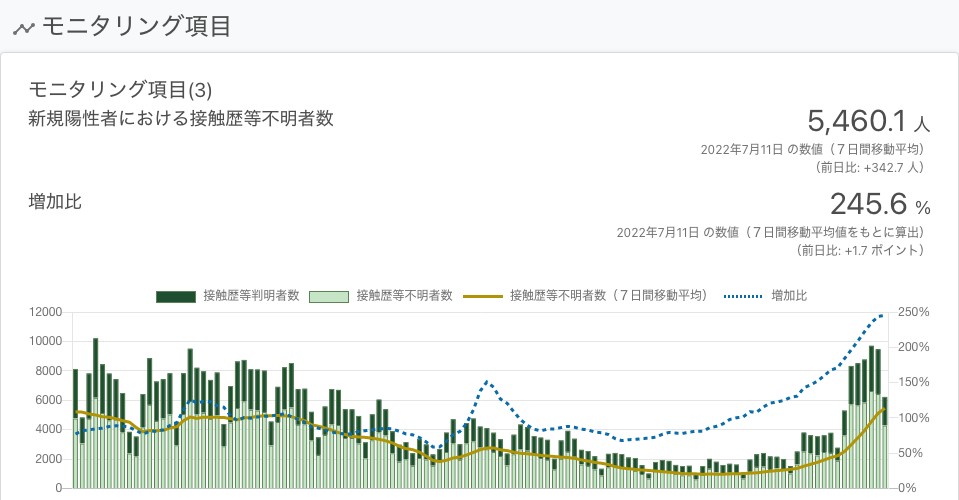 モニタリング項目
モニタリング項目(3)
新規陽性者における接触歴等不明者数
5,460.1 人
2022年7月11日 の数値（７日間移動平均）
（前日比: +342.7 人）
増加比
245.6 %
2022年7月11日 の数値（７日間移動平均値をもとに算出）
（前日比: +1.7 ポイント）
接触歴等判明者数 接触歴等不明者数 接触歴等不明者数（７日間移動平均） 増加比
12000 250%
10000
8000 200%
6000 150%
4000 100%
2000 50%
0 0%